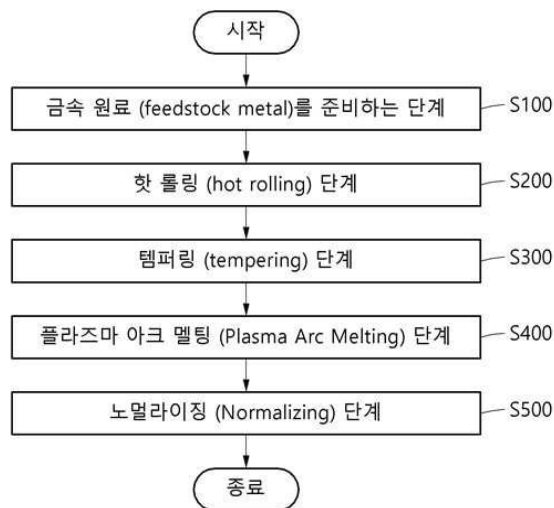 시작
금속 원료 (feedstock metal)를 준비하는 단계 S100
핫 롤링 (hot rolling) 단계 S200
템퍼링 (tempering) 단계 S300
플라즈마 아크 멜팅 (Plasma Arc Melting) 단계 S400
노멀라이징 (Normalizing) 단계 S500
종료